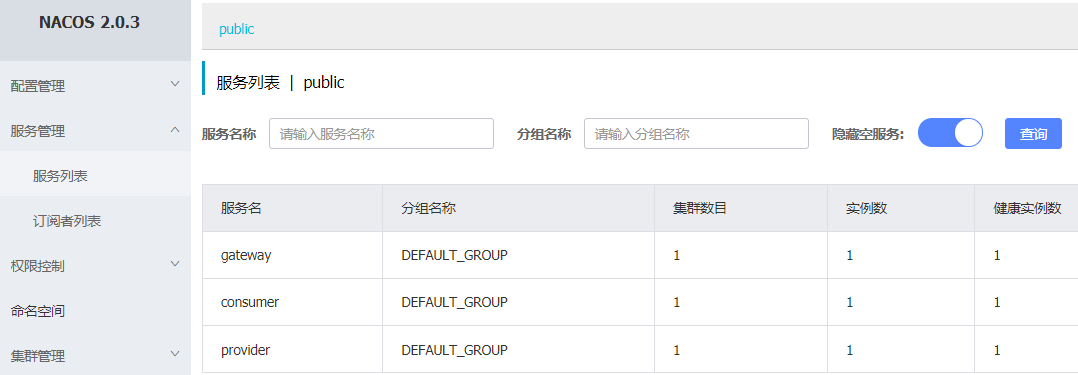 NACOS 2.0.3
public
配置管理
服务管理
服务列表
订阅者列表
权限控制
命名空间
集群管理
服务列表 | public
服务名称 请输入服务名称 分组名称 请输入分组名称 隐藏空服务: 查询
服务名 分组名称 集群数目 实例数 健康实例数
gateway DEFAULT_GROUP 1 1 1
consumer DEFAULT_GROUP 1 1 1
provider DEFAULT_GROUP 1 1 1